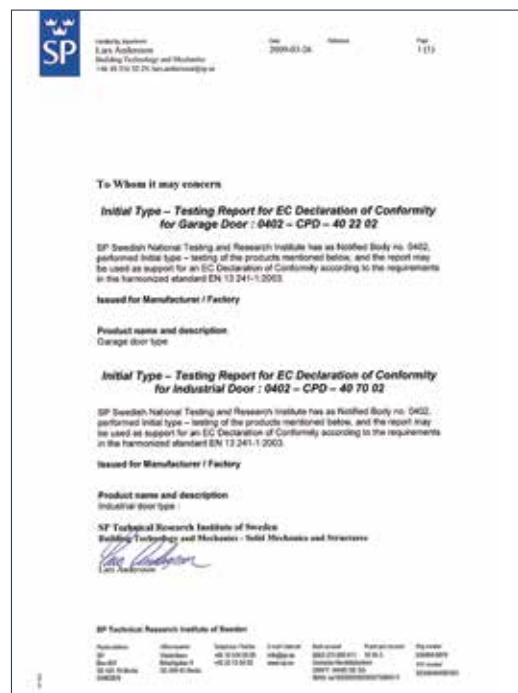 SP
Handled by, department
Lars Andersson
Building Technology and Mechanics
Date
2009-03-26
Reference
Page
1 (1)
To Whom it may concern
Initial Type – Testing Report for EC Declaration of Conformity
for Garage Door : 0402 – CPD – 40 22 02
SP Swedish National Testing and Research Institute has as Notified Body no. 0402,
performed Initial type – testing of the products mentioned below, and the report may
be used as support for an EC Declaration of Conformity according to the requirements
in the harmonized standard EN 13 241-1:2003.
Issued for Manufacturer / Factory
Product name and description
Garage door type
Initial Type – Testing Report for EC Declaration of Conformity
for Industrial Door : 0402 – CPD – 40 70 02
SP Swedish National Testing and Research Institute has as Notified Body no. 0402,
performed Initial type – testing of the products mentioned below, and the report may
be used as support for an EC Declaration of Conformity according to the requirements
in the harmonized standard EN 13 241-1:2003.
Issued for Manufacturer / Factory
Product name and description
Industrial door type :
SP Technical Research Institute of Sweden
Building Technology and Mechanics - Solid Mechanics and Structures
Lars Andersson
SP Technical Research Institute of Sweden